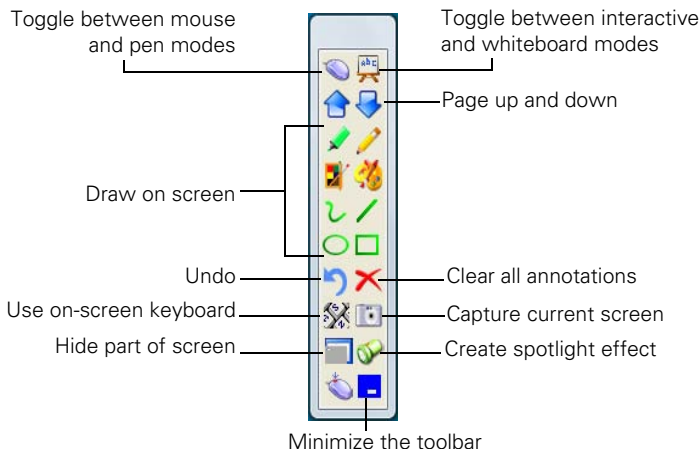 Toggle between mouse
and pen modes
Toggle between interactive
and whiteboard modes
abc
Page up and down
Draw on screen
Undo
Clear all annotations
Use on-screen keyboard
Capture current screen
Hide part of screen
Create spotlight effect
Minimize the toolbar